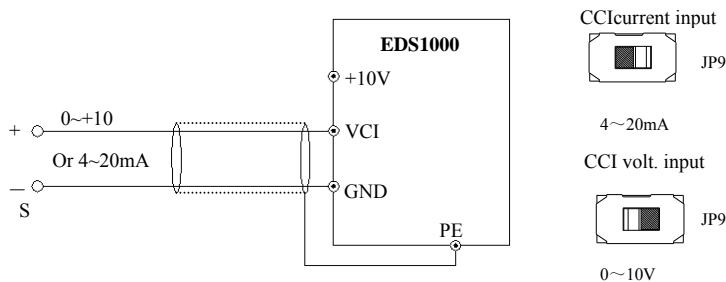 EDS1000
+10V
0~+10
+
VCI
Or 4~20mA
—
GND
S
PE
CCIcurrent input
JP9
4～20mA
CCI volt. input
JP9
0～10V